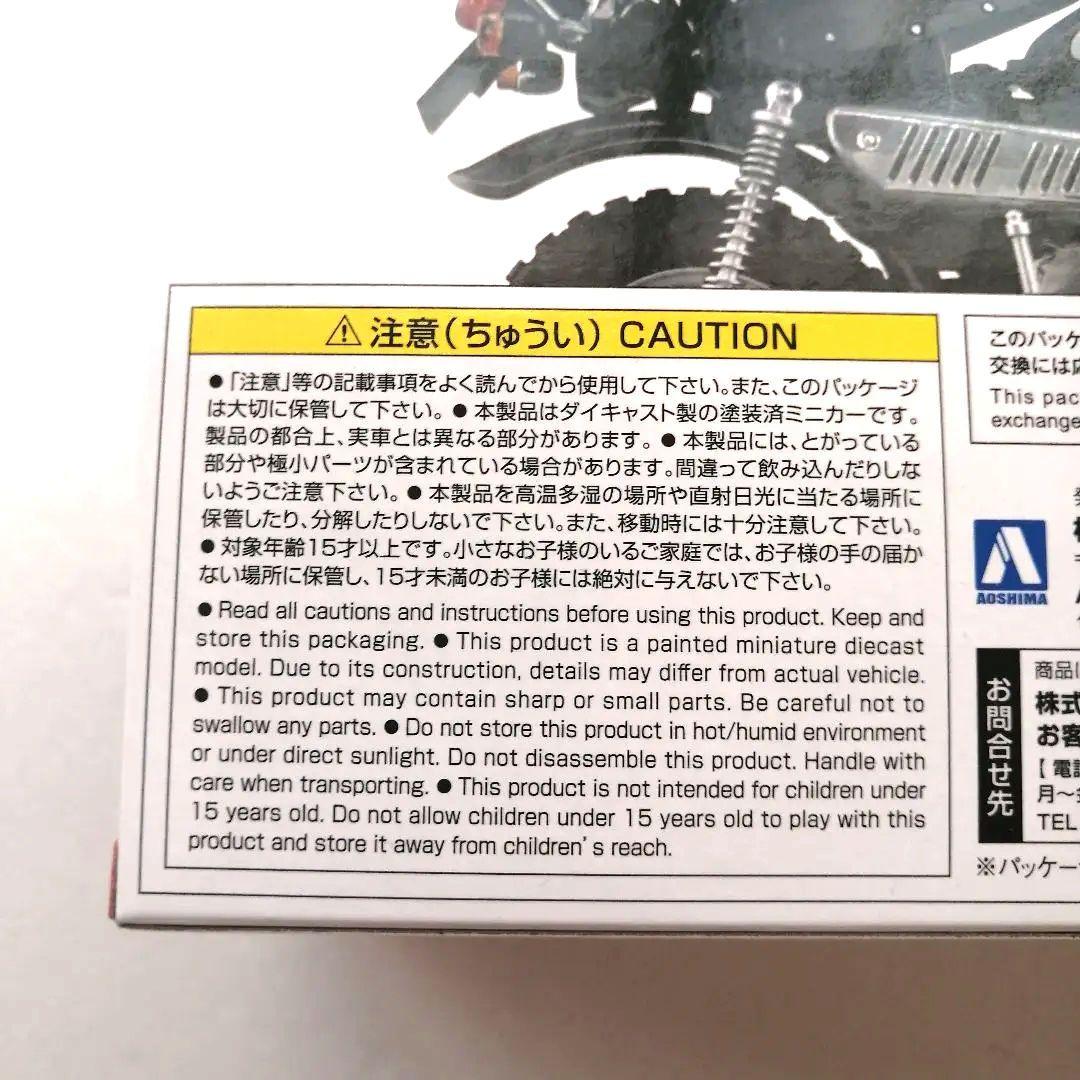 ⚠ 注意(ちゅうい) CAUTION
●「注意」等の記載事項をよく読んでから使用して下さい。また、このパッケージ
は大切に保管して下さい。 ● 本製品はダイキャスト製の塗装済ミニカーです。
製品の都合上、実車とは異なる部分があります。 ● 本製品には、とがっている
部分や極小パーツが含まれている場合があります。間違って飲み込んだりしな
いようご注意下さい。 ● 本製品を高温多湿の場所や直射日光に当たる場所に
保管したり、分解したりしないで下さい。また、移動時には十分注意して下さい。
● 対象年齢15才以上です。小さなお子様のいるご家庭では、お子様の手の届か
ない場所に保管し、15才未満のお子様には絶対に与えないで下さい。
● Read all cautions and instructions before using this product. Keep and
store this packaging. ● This product is a painted miniature diecast
model. Due to its construction, details may differ from actual vehicle.
● This product may contain sharp or small parts. Be careful not to
swallow any parts. ● Do not store this product in hot/humid environment
or under direct sunlight. Do not disassemble this product. Handle with
care when transporting. ● This product is not intended for children under
15 years old. Do not allow children under 15 years old to play with this
product and store it away from children's reach.
このパッケ
交換には
This pac
exchange
AOSHIMA
お問合せ先
商品
株式
お客
【電
月〜
TEL
※パッケー